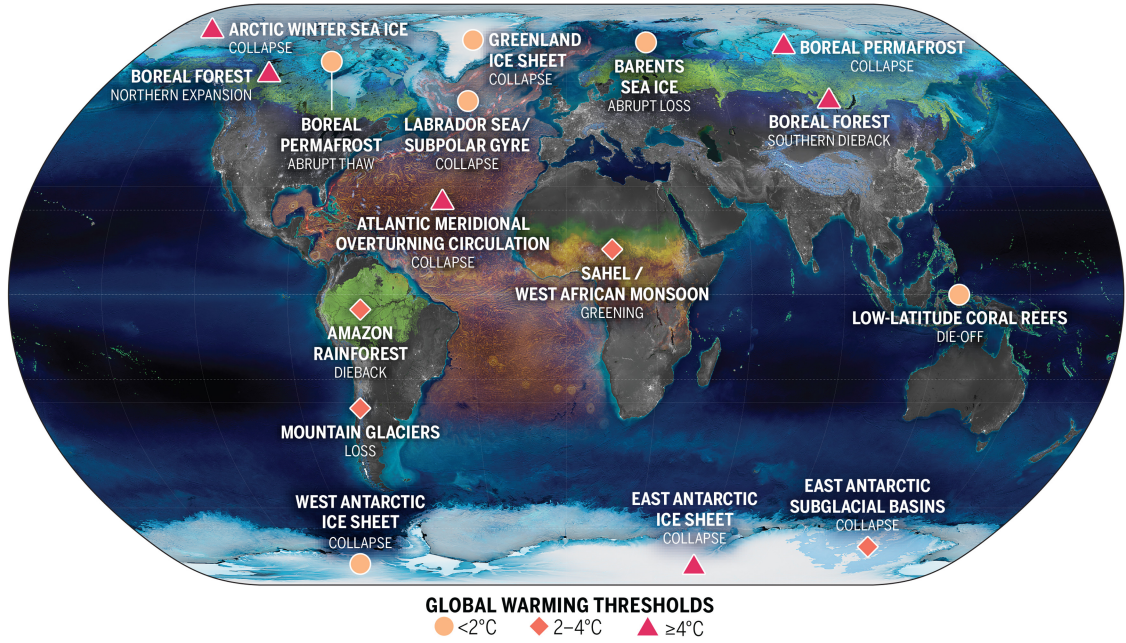 ARCTIC WINTER SEA ICE
COLLAPSE
BOREAL FOREST
NORTHERN EXPANSION
BOREAL
PERMAFROST
ABRUPT THAW
GREENLAND
ICE SHEET
COLLAPSE
LABRADOR SEA/
SUBPOLAR GYRE
COLLAPSE
BARENTS
SEA ICE
ABRUPT LOSS
BOREAL PERMAFROST
COLLAPSE
BOREAL FOREST
SOUTHERN DIEBACK
ATLANTIC MERIDIONAL
OVERTURNING CIRCULATION
COLLAPSE
SAHEL /
WEST AFRICAN MONSOON
GREENING
LOW-LATITUDE CORAL REEFS
DIE-OFF
AMAZON
RAINFOREST
DIEBACK
MOUNTAIN GLACIERS
LOSS
WEST ANTARCTIC
ICE SHEET
COLLAPSE
EAST ANTARCTIC
ICE SHEET
COLLAPSE
EAST ANTARCTIC
SUBGLACIAL BASINS
COLLAPSE
GLOBAL WARMING THRESHOLDS
<2°C 2–4°C ≥4°C